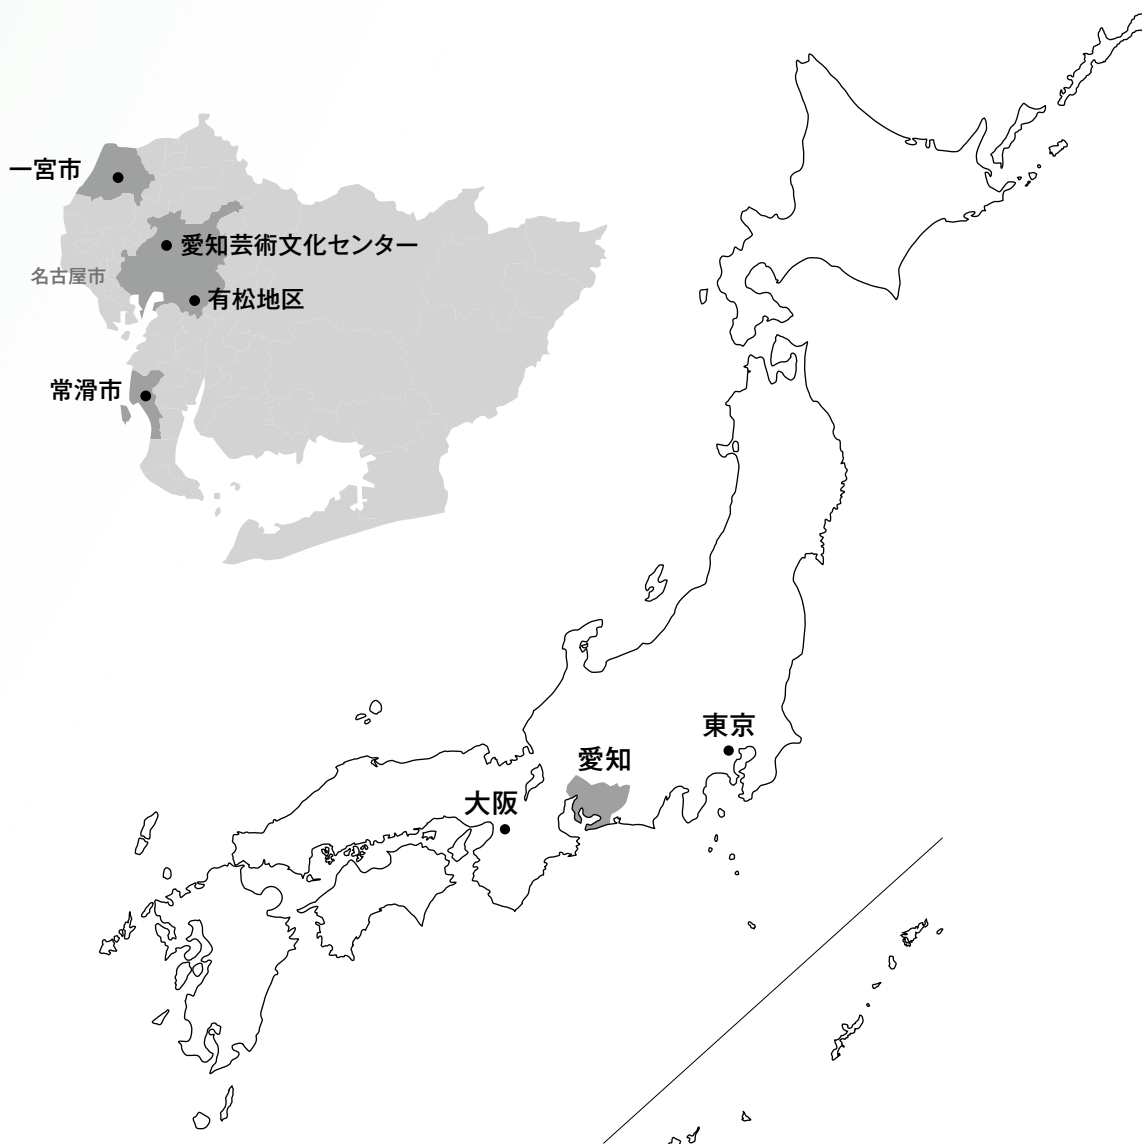 一宮市
愛知芸術文化センター
名古屋市
有松地区
常滑市
東京
愛知
大阪